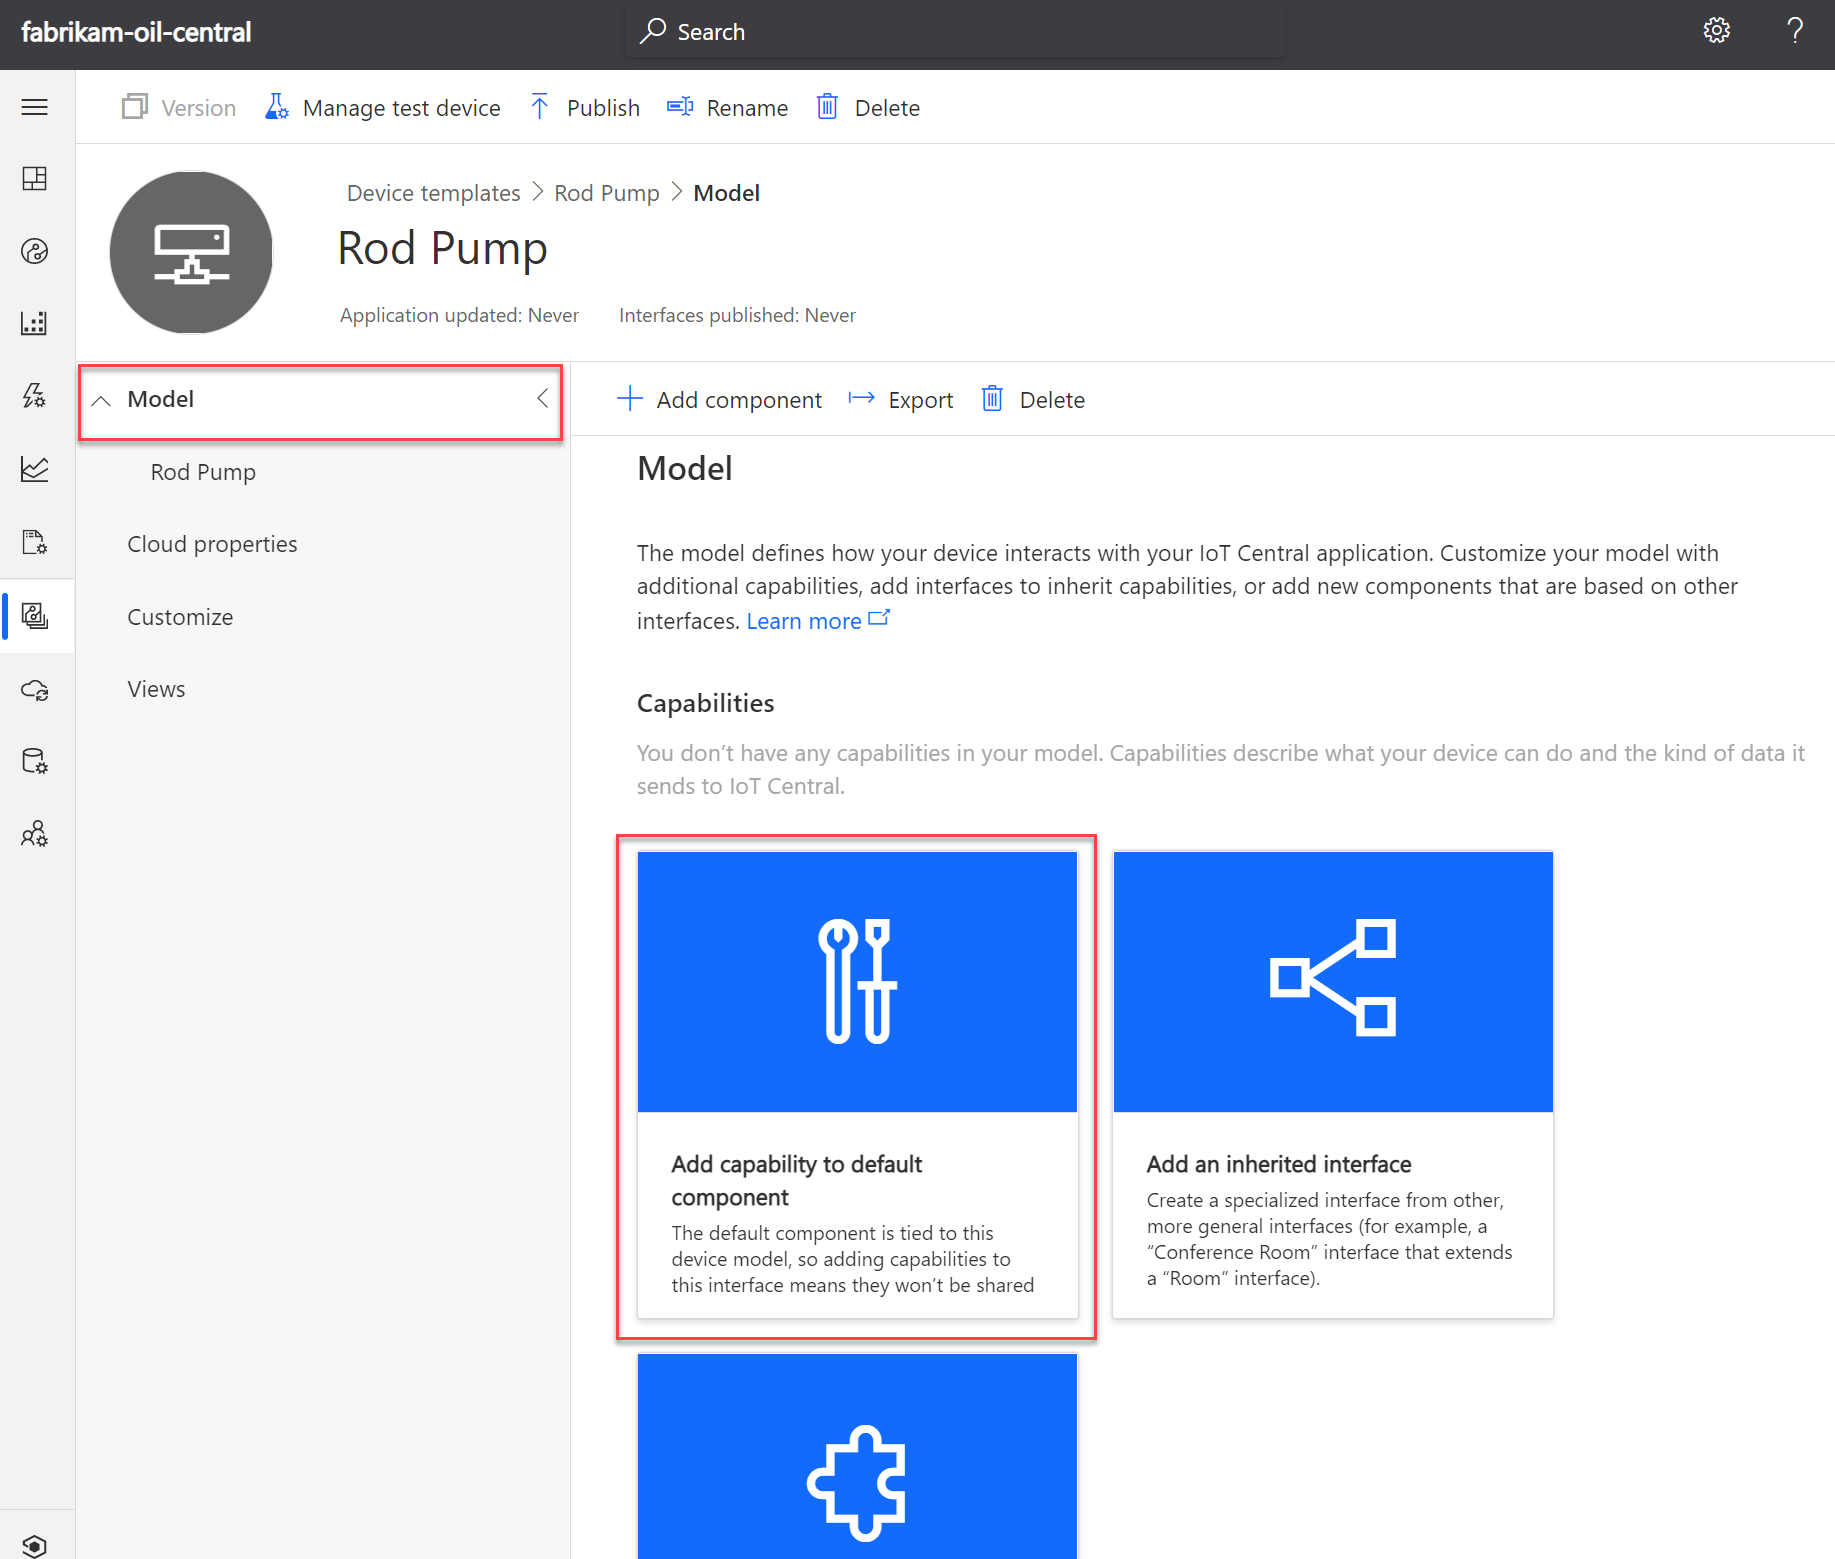 fabrikam-oil-central
Search
Version
Manage test device
Publish
Rename
Delete
Device templates > Rod Pump > Model
Rod Pump
Application updated: Never
Interfaces published: Never
Model
Rod Pump
Cloud properties
Customize
Views
Add component
Export
Delete
Model
The model defines how your device interacts with your IoT Central application. Customize your model with
additional capabilities, add interfaces to inherit capabilities, or add new components that are based on other
interfaces. Learn more
Capabilities
You don’t have any capabilities in your model. Capabilities describe what your device can do and the kind of data it
sends to IoT Central.
Add capability to default
component
The default component is tied to this
device model, so adding capabilities to
this interface means they won’t be shared
Add an inherited interface
Create a specialized interface from other,
more general interfaces (for example, a
“Conference Room” interface that extends
a “Room” interface).